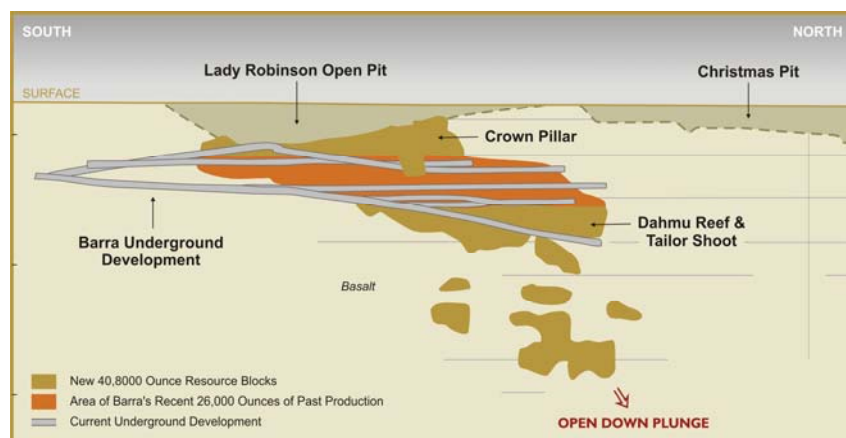 SOUTH
NORTH
Lady Robinson Open Pit
Christmas Pit
SURFACE
Crown Pillar
Barra Underground
Development
Dahmu Reef &
Tailor Shoot
Basalt
New 40,8000 Ounce Resource Blocks
Area of Barra's Recent 26,000 Ounces of Past Production
Current Underground Development
OPEN DOWN PLUNGE